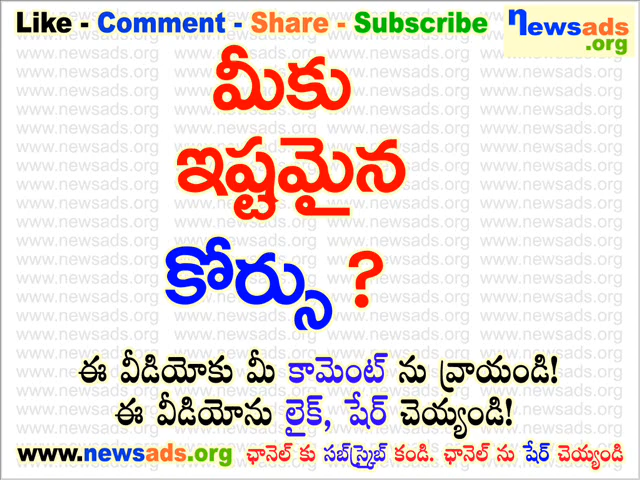 Like - Comment - Share - Subscribe
newsads
.org
మీకు
ఇష్టమైన
కోర్సు ?
ఈ వీడియోకు మీ కామెంట్ ను వ్రాయండి!
ఈ వీడియోను లైక్, షేర్ చెయ్యండి!
www.newsads.org ఛానెల్ కు సబ్‌స్క్రైబ్ కండి. ఛానెల్ ను షేర్ చెయ్యండి